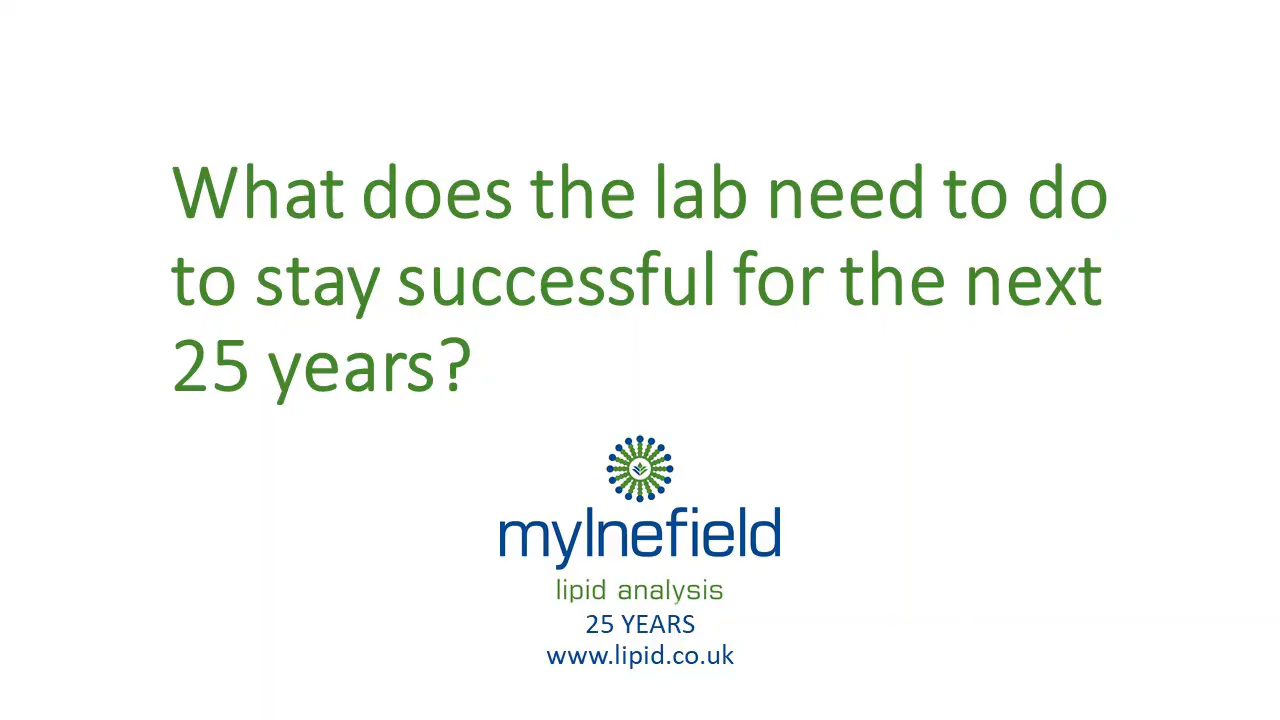 What does the lab need to do
to stay successful for the next
25 years?
mylnefield
lipid analysis
25 YEARS
www.lipid.co.uk